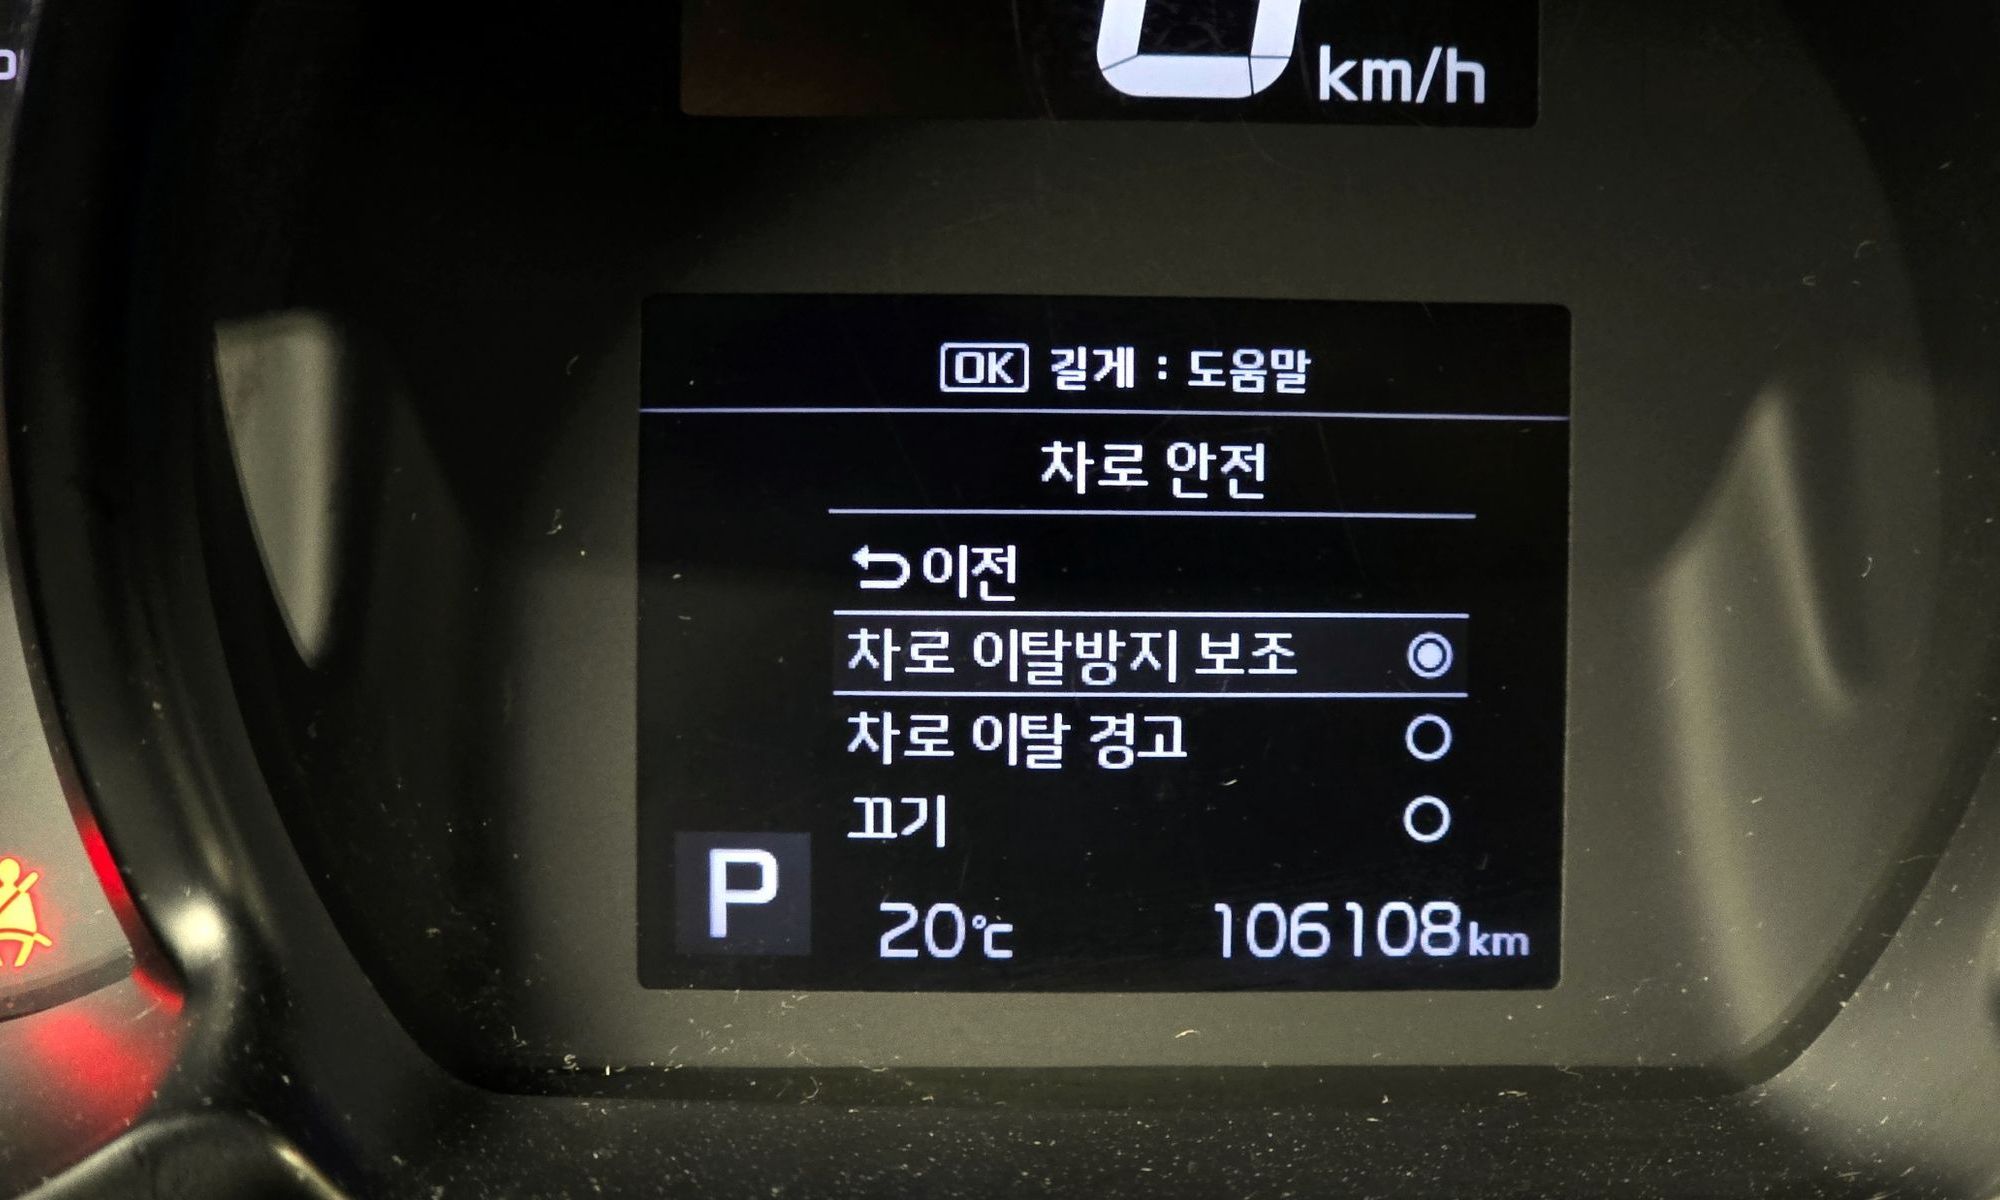 km/h
OK 길게 : 도움말
차로 안전
이전
차로 이탈방지 보조
차로 이탈 경고
끄기
P
20℃
106108km